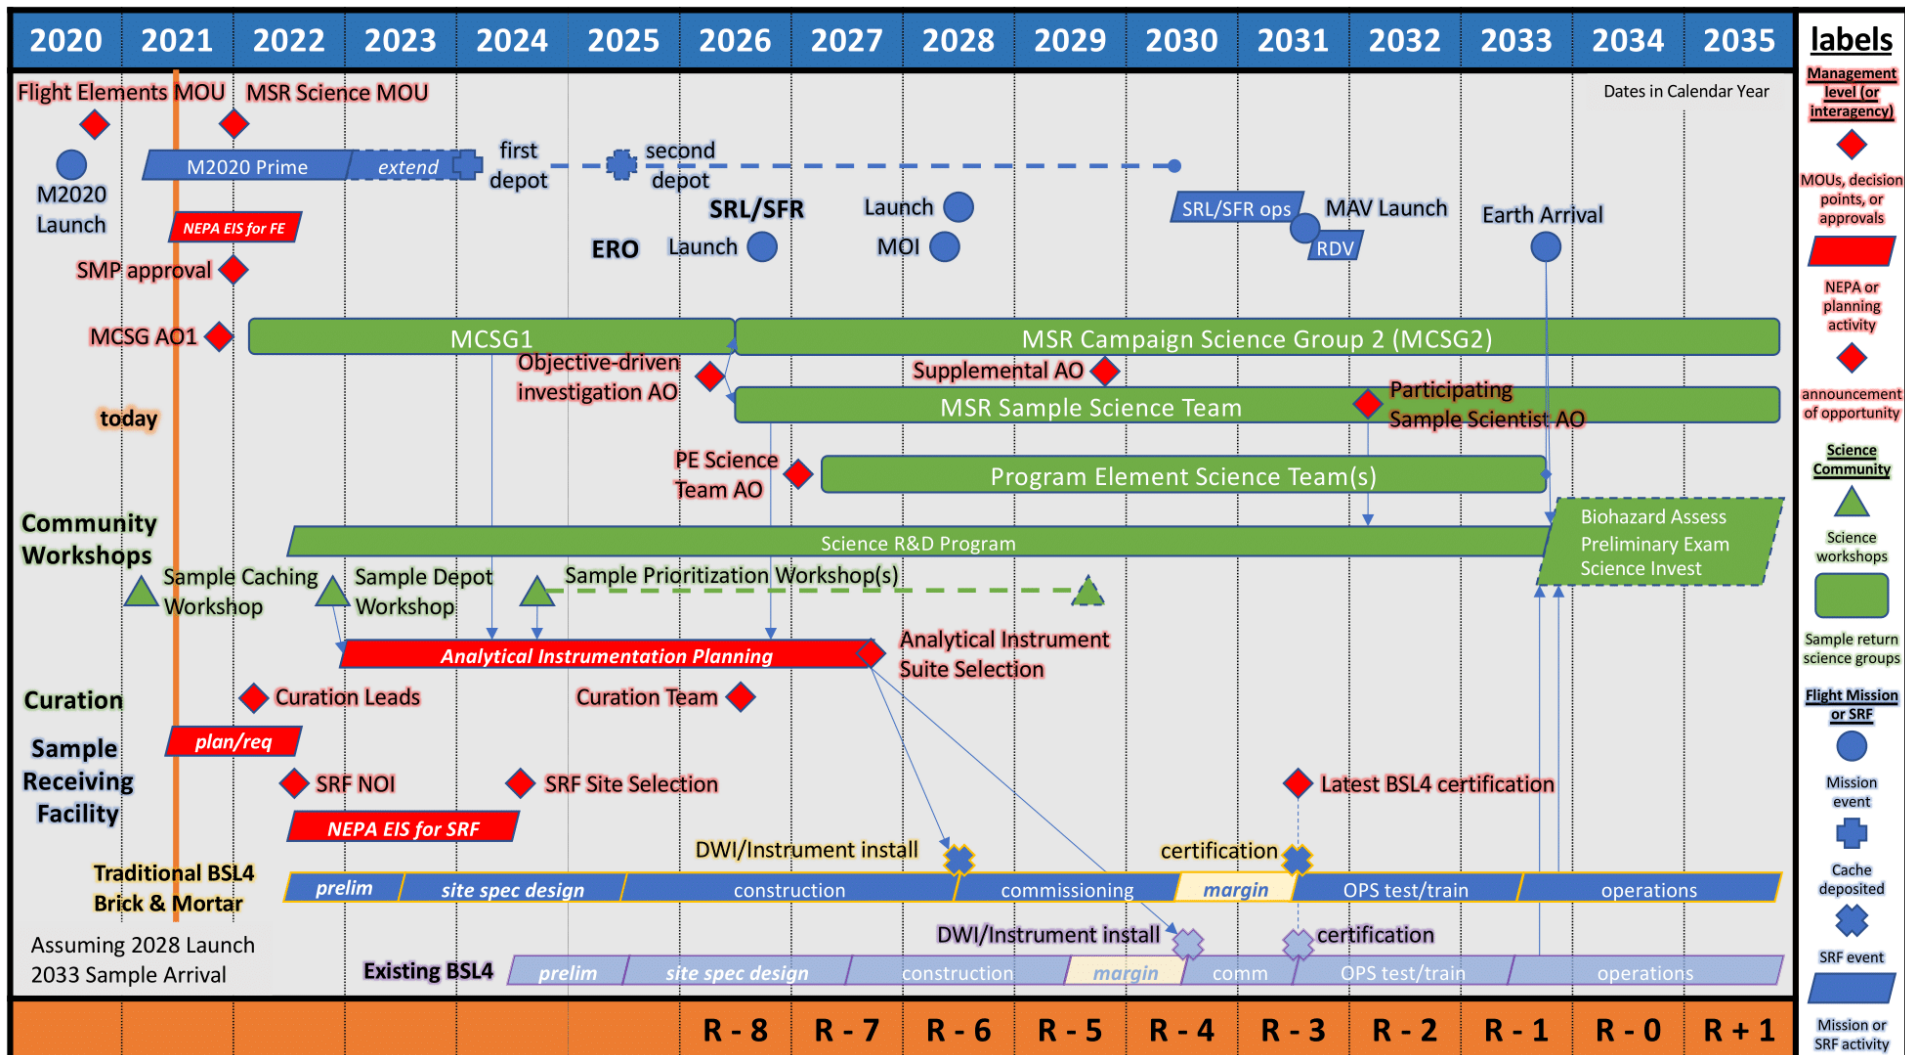 2020 2021 2022 2023 2024 2025 2026 2027 2028 2029 2030 2031 2032 2033 2034 2035
Flight Elements MOU
MSR Science MOU
Dates in Calendar Year
M2020 Prime
extend
first
depot
second
depot
M2020
Launch
NEPA EIS for FE
SRL/SFR
Launch
SRL/SFR ops
MAV Launch
Earth Arrival
ERO
Launch
MOI
RDV
SMP approval
MCSG AO1
MCSG1
MSR Campaign Science Group 2 (MCSG2)
Objective-driven
investigation AO
Supplemental AO
today
MSR Sample Science Team
Participating
Sample Scientist AO
PE Science
Team AO
Program Element Science Team(s)
Community
Workshops
Science R&D Program
Biohazard Assess
Preliminary Exam
Science Invest
Sample Caching
Workshop
Sample Depot
Workshop
Sample Prioritization Workshop(s)
Analytical Instrumentation Planning
Analytical Instrument
Suite Selection
Curation
Curation Leads
Curation Team
Sample
Receiving
Facility
plan/req
SRF NOI
SRF Site Selection
Latest BSL4 certification
NEPA EIS for SRF
DWI/Instrument install
certification
Traditional BSL4
Brick & Mortar
prelim
site spec design
construction
commissioning
margin
OPS test/train
operations
Assuming 2028 Launch
2033 Sample Arrival
DWI/Instrument install
certification
Existing BSL4
prelim
site spec design
construction
margin
comm
OPS test/train
operations
R - 8 R - 7 R - 6 R - 5 R - 4 R - 3 R - 2 R - 1 R - 0 R + 1
labels
Management
level (or
interagency)
MOUs, decision
points, or
approvals
NEPA or
planning
activity
announcement
of opportunity
Science
Community
Science
workshops
Sample return
science groups
Flight Mission
or SRF
Mission
event
Cache
deposited
SRF event
Mission or
SRF activity